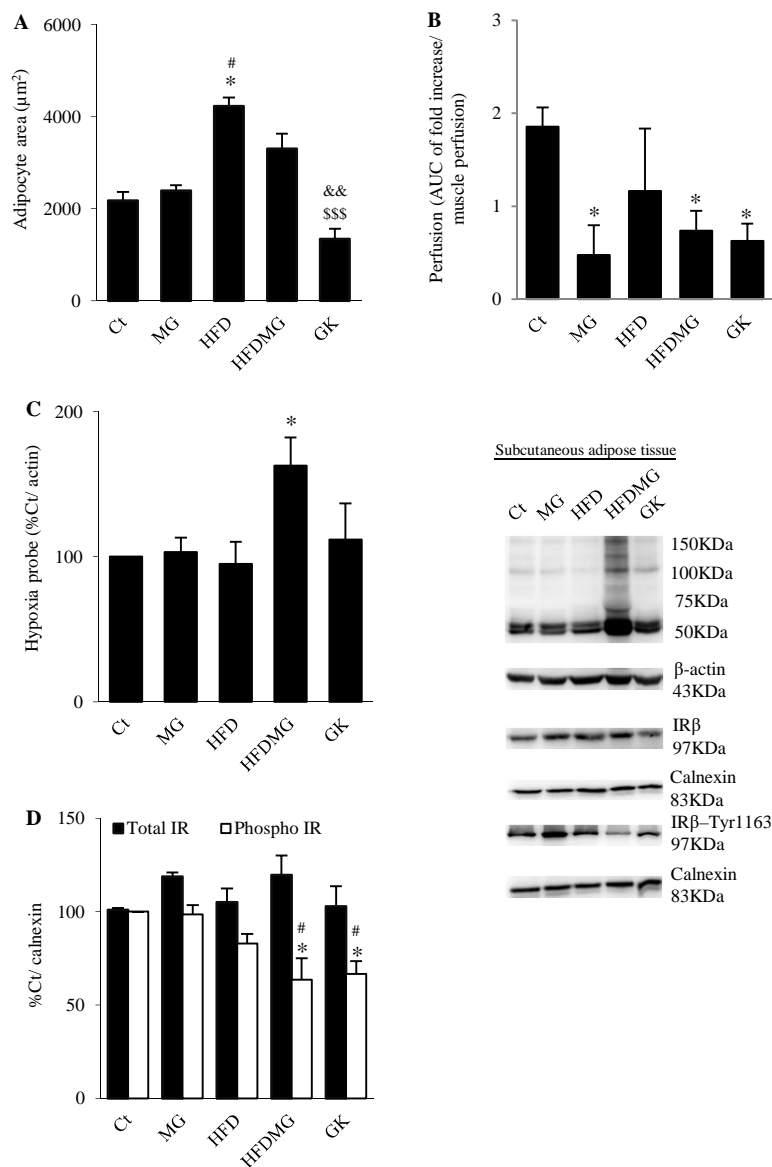 A
Adipocyte area (µm²)
6000
4000
2000
0
#
*
&&
$$$
Ct
MG
HFD
HFDMG
GK
B
Perfusion (AUC of fold increase/
muscle perfusion)
3
2
1
0
*
*
*
Ct
MG
HFD
HFDMG
GK
C
Hypoxia probe (%Ct/ actin)
200
100
0
*
Ct
MG
HFD
HFDMG
GK
Subcutaneous adipose tissue
Ct
MG
HFD
HFDMG
GK
150KDa
100KDa
75KDa
50KDa
β-actin
43KDa
IRβ
97KDa
Calnexin
83KDa
IRβ–Tyr1163
97KDa
Calnexin
83KDa
D
%Ct/ calnexin
150
100
50
0
Total IR
Phospho IR
#
*
#
*
Ct
MG
HFD
HFDMG
GK